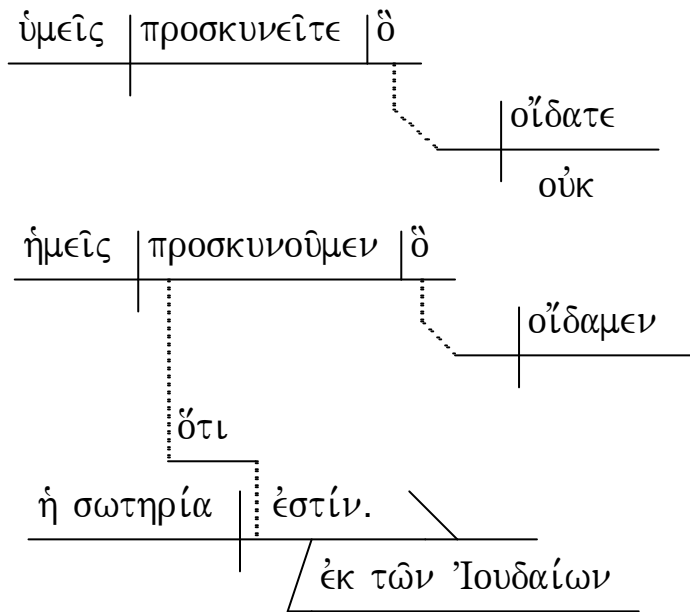 ὑμεῖς προσκυνεῖτε ὃ
οἴδατε
οὐκ
ἡμεῖς προσκυνοῦμεν ὃ
οἴδαμεν
ὅτι
ἡ σωτηρία ἐστίν.
ἐκ τῶν Ἰουδαίων